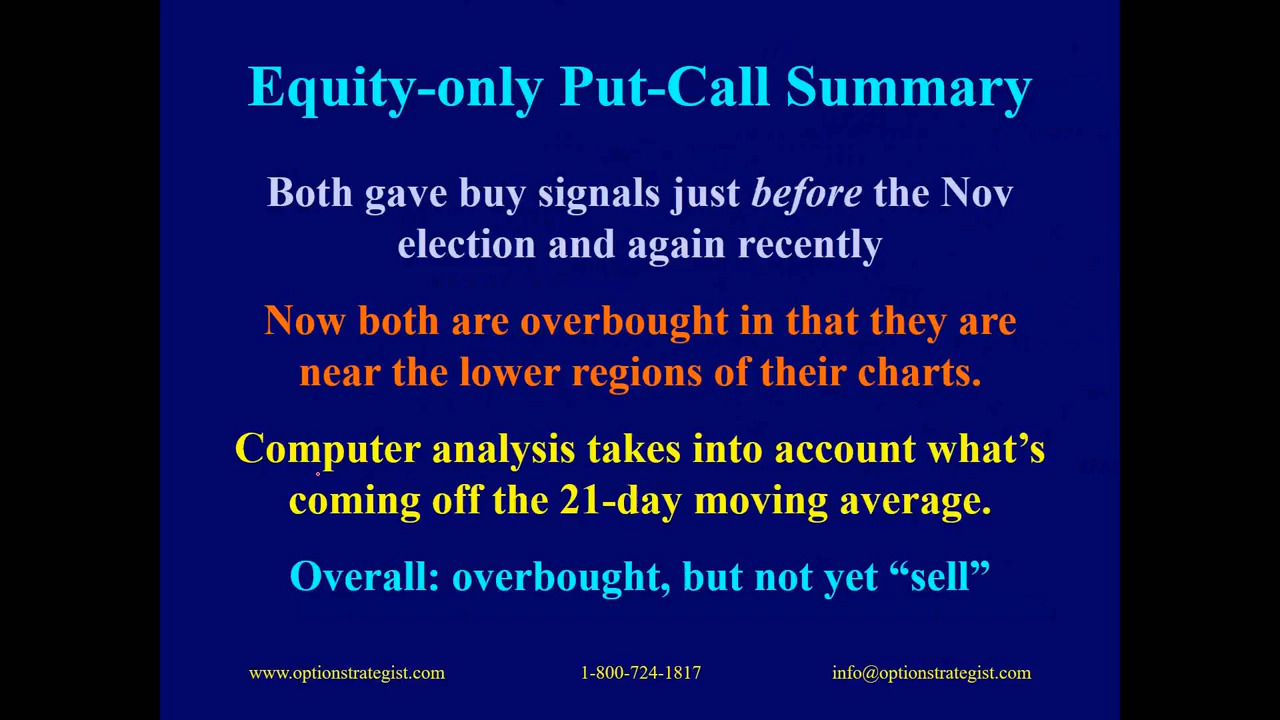 Equity-only Put-Call Summary
Both gave buy signals just before the Nov
election and again recently
Now both are overbought in that they are
near the lower regions of their charts.
Computer analysis takes into account what’s
coming off the 21-day moving average.
Overall: overbought, but not yet “sell”
www.optionstrategist.com 1-800-724-1817 info@optionstrategist.com